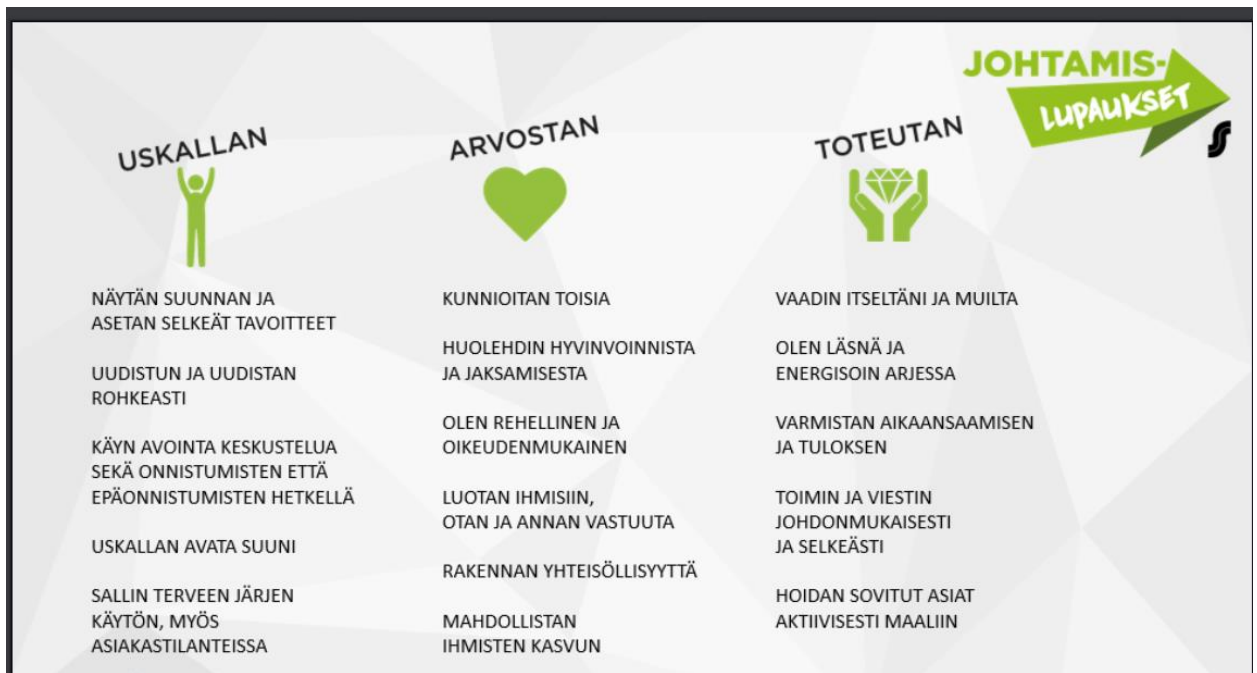 JOHTAMIS-
LUPAUKSET
USKALLAN
NÄYTÄN SUUNNAN JA
ASETAN SELKEÄT TAVOITTEET
UUDISTUN JA UUDISTAN
ROHKEASTI
KÄYN AVOINTA KESKUSTELUA
SEKÄ ONNISTUMISTEN ETTÄ
EPÄONNISTUMISTEN HETKELLÄ
USKALLAN AVATA SUUNI
SALLIN TERVEEN JÄRJEN
KÄYTÖN, MYÖS
ASIAKASTILANTEISSA
ARVOSTAN
KUNNIOITAN TOISIA
HUOLEHDIN HYVINVOINNISTA
JA JAKSAMISESTA
OLEN REHELLINEN JA
OIKEUDENMUKAINEN
LUOTAN IHMISIIN,
OTAN JA ANNAN VASTUUTA
RAKENNAN YHTEISÖLLISYYTTÄ
MAHDOLLISTAN
IHMISTEN KASVUN
TOTEUTAN
VAADIN ITSELTÄNI JA MUILTA
OLEN LÄSNÄ JA
ENERGISOIN ARJESSA
VARMISTAN AIKAANSAAMISEN
JA TULOKSEN
TOIMIN JA VIESTIN
JOHDONMUKAISESTI
JA SELKEÄSTI
HOIDAN SOVITUT ASIAT
AKTIIVISESTI MAALIIN